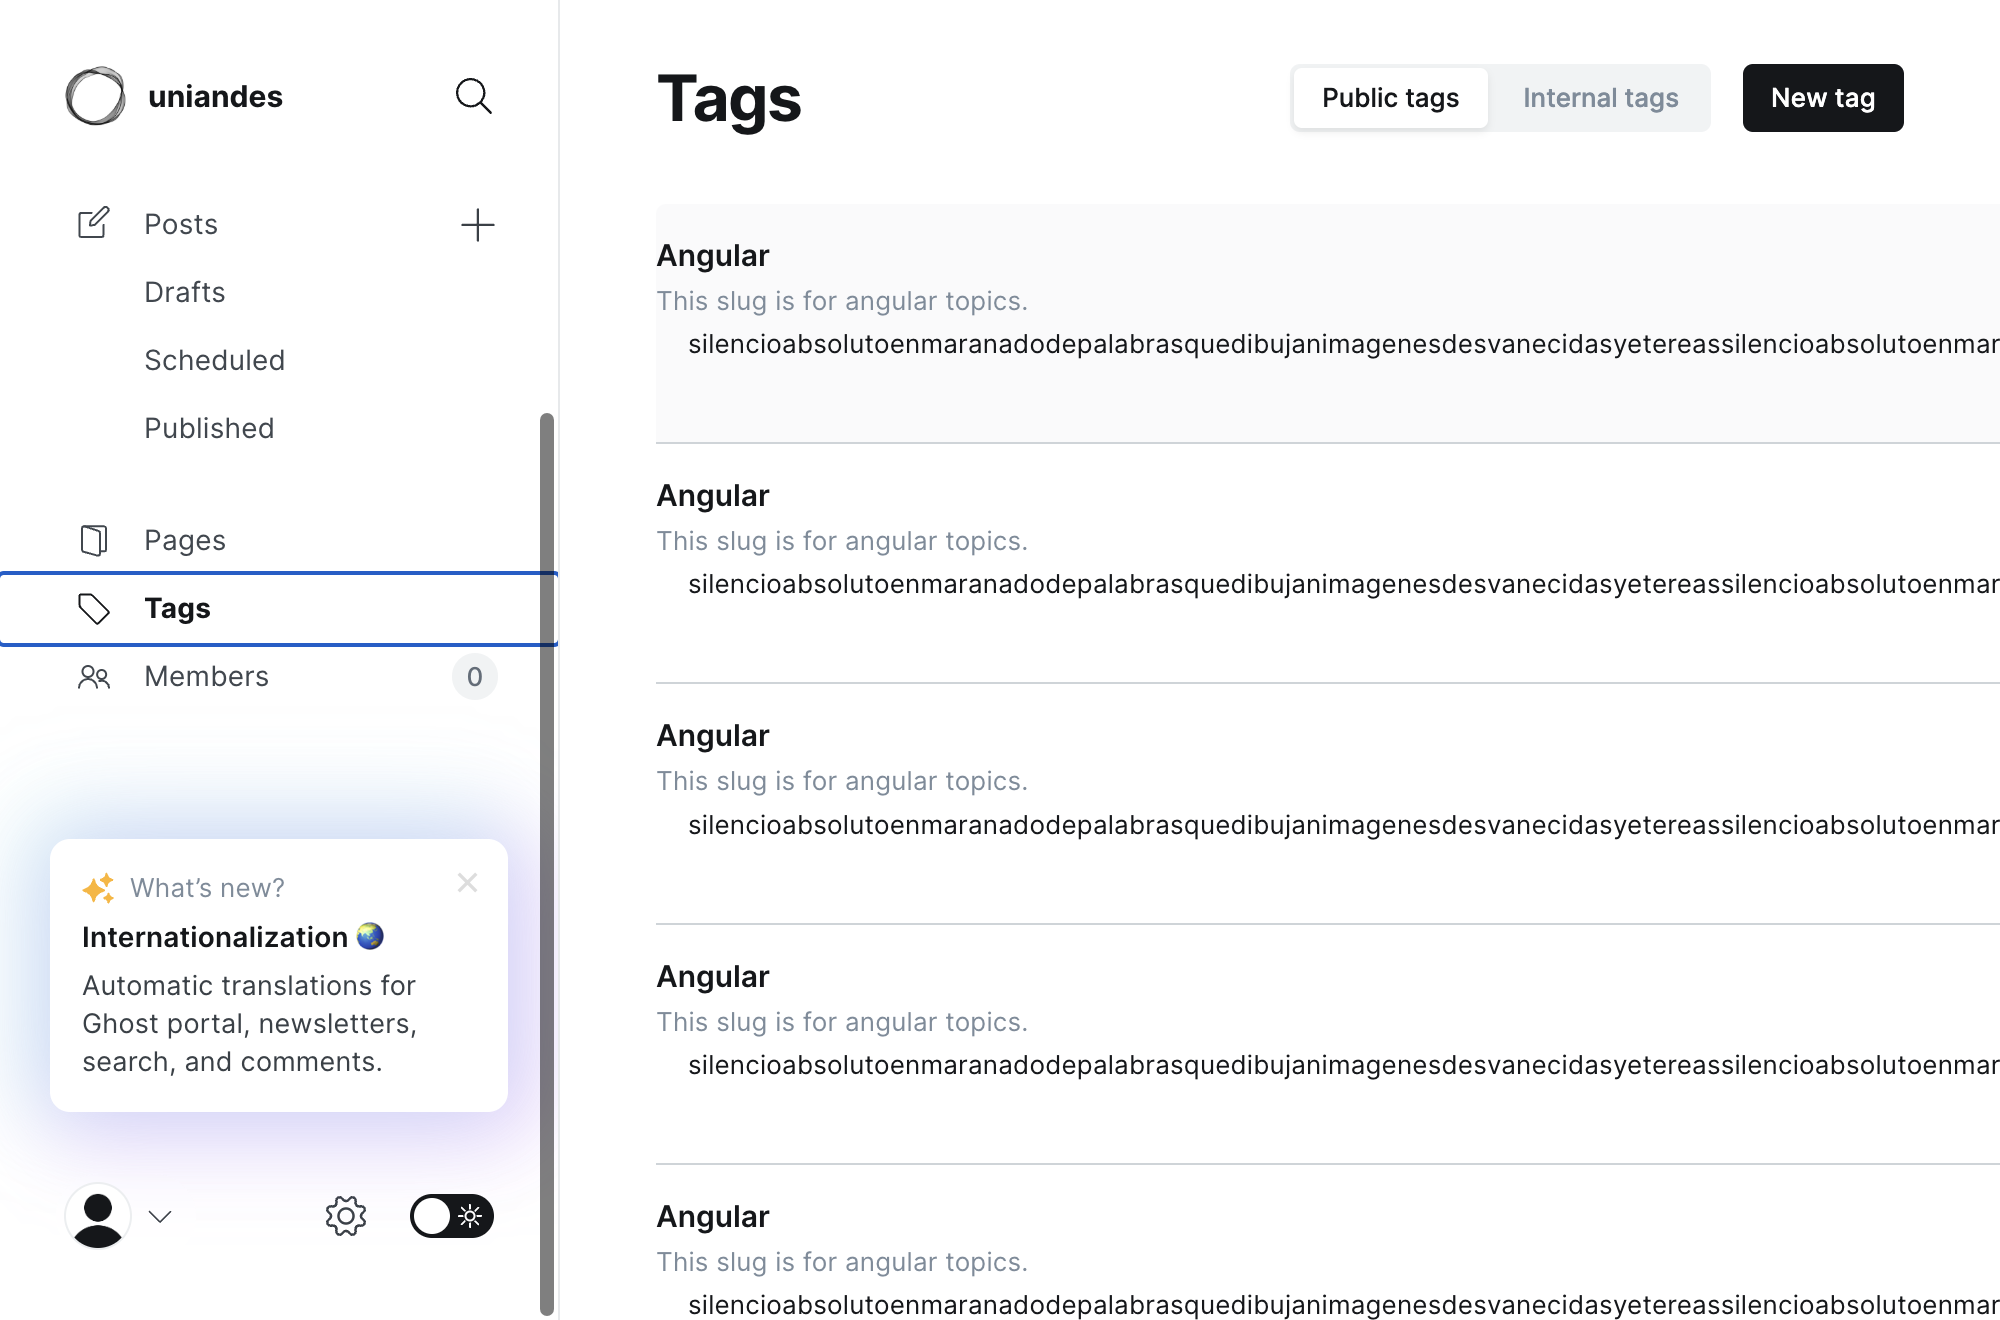 uniandes
Posts
Drafts
Scheduled
Published
Pages
Tags
Members
0
What's new?
Internationalization
Automatic translations for
Ghost portal, newsletters,
search, and comments.
Tags
Public tags
Internal tags
New tag
Angular
This slug is for angular topics.
silencioabsolutoenmaranadodepalabrasquedibujanimagenesdesvanecidasyetereassilencioabsolutoenmar
Angular
This slug is for angular topics.
silencioabsolutoenmaranadodepalabrasquedibujanimagenesdesvanecidasyetereassilencioabsolutoenmar
Angular
This slug is for angular topics.
silencioabsolutoenmaranadodepalabrasquedibujanimagenesdesvanecidasyetereassilencioabsolutoenmar
Angular
This slug is for angular topics.
silencioabsolutoenmaranadodepalabrasquedibujanimagenesdesvanecidasyetereassilencioabsolutoenmar
Angular
This slug is for angular topics.
silencioabsolutoenmaranadodepalabrasquedibujanimagenesdesvanecidasyetereassilencioabsolutoenmar